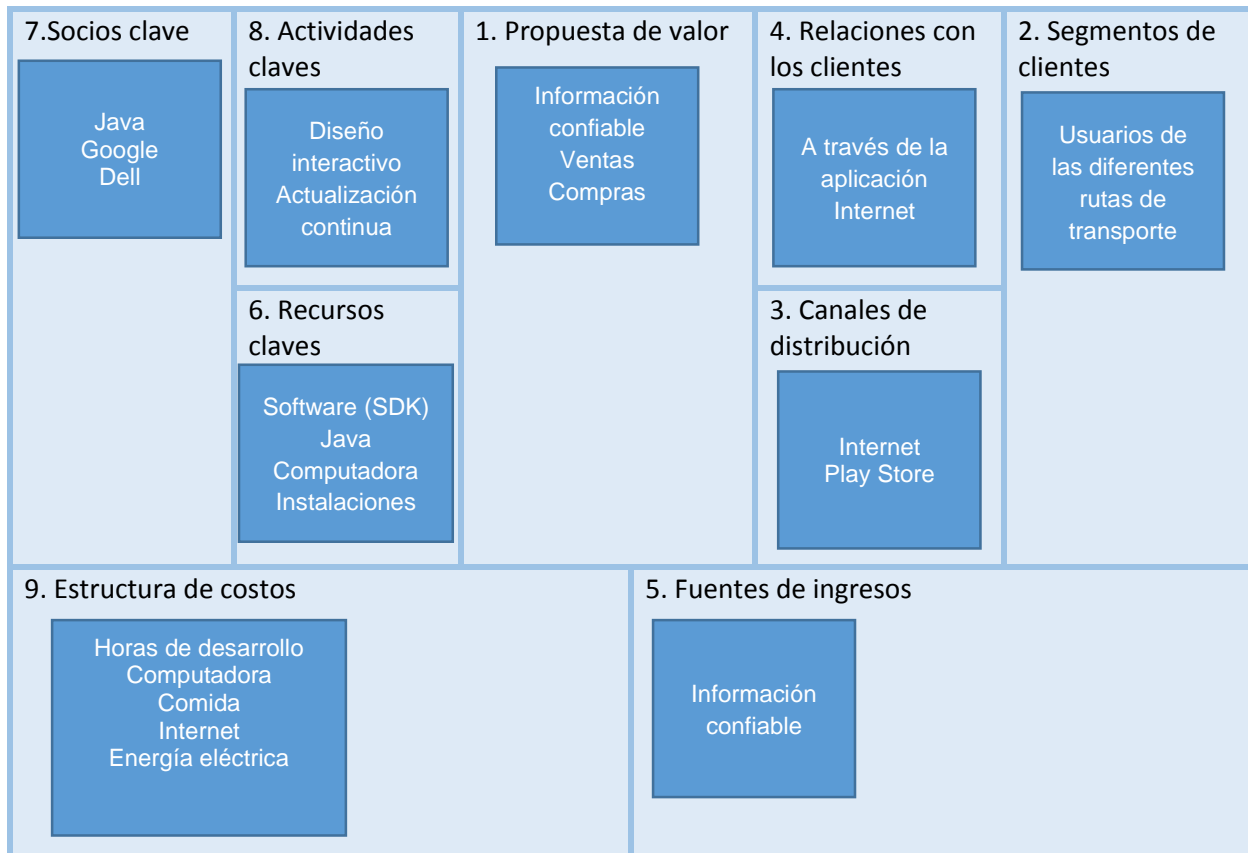 7.Socios clave
Java
Google
Dell
8. Actividades
claves
Diseño
interactivo
Actualización
continua
6. Recursos
claves
Software (SDK)
Java
Computadora
Instalaciones
1. Propuesta de valor
Información
confiable
Ventas
Compras
4. Relaciones con
los clientes
A través de la
aplicación
Internet
3. Canales de
distribución
Internet
Play Store
2. Segmentos de
clientes
Usuarios de
las diferentes
rutas de
transporte
9. Estructura de costos
Horas de desarrollo
Computadora
Comida
Internet
Energía eléctrica
5. Fuentes de ingresos
Información
confiable